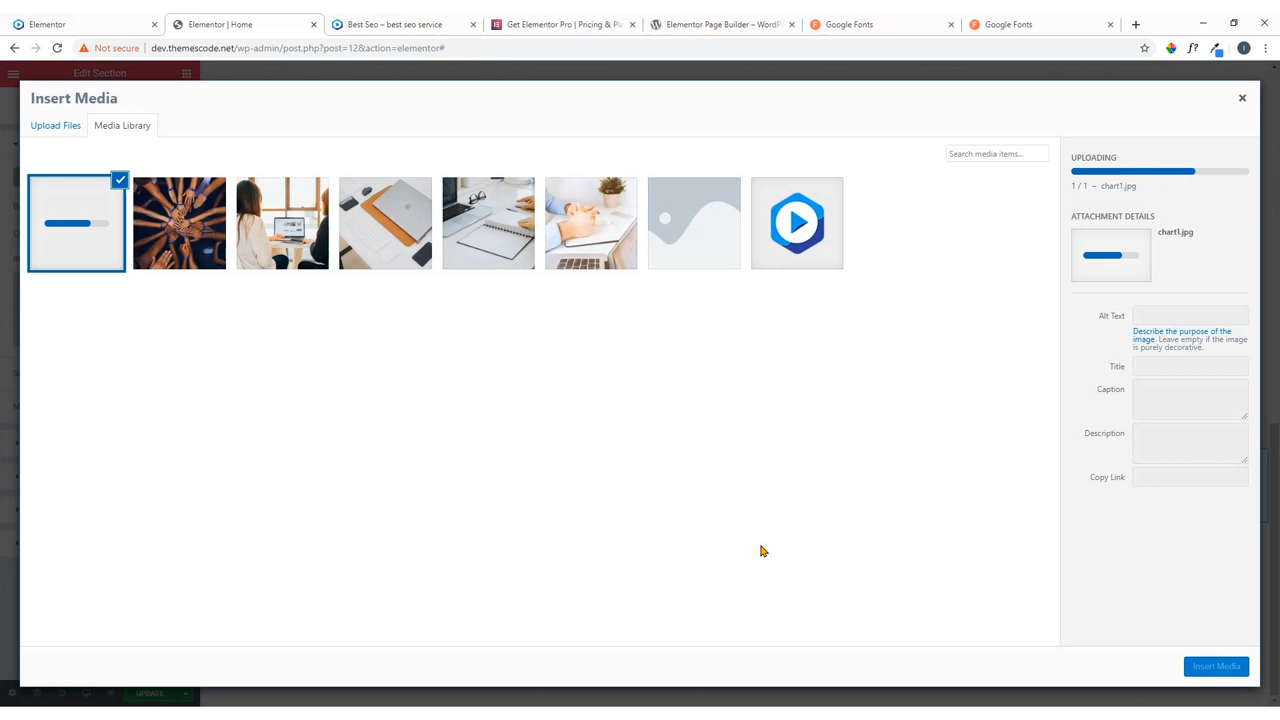 Elementor
Elementor | Home
Best Seo – best seo service
Get Elementor Pro | Pricing & Pl
Elementor Page Builder – WordP
Google Fonts
Google Fonts
Not secure
dev.themescode.net/wp-admin/post.php?post=12&action=elementor#
f?
I
Edit Section
Insert Media
Upload Files
Media Library
Search media items...
UPLOADING
1 / 1 – chart1.jpg
ATTACHMENT DETAILS
chart1.jpg
Alt Text
Describe the purpose of the
image. Leave empty if the image
is purely decorative.
Title
Caption
Description
Copy Link
Insert Media
UPDATE